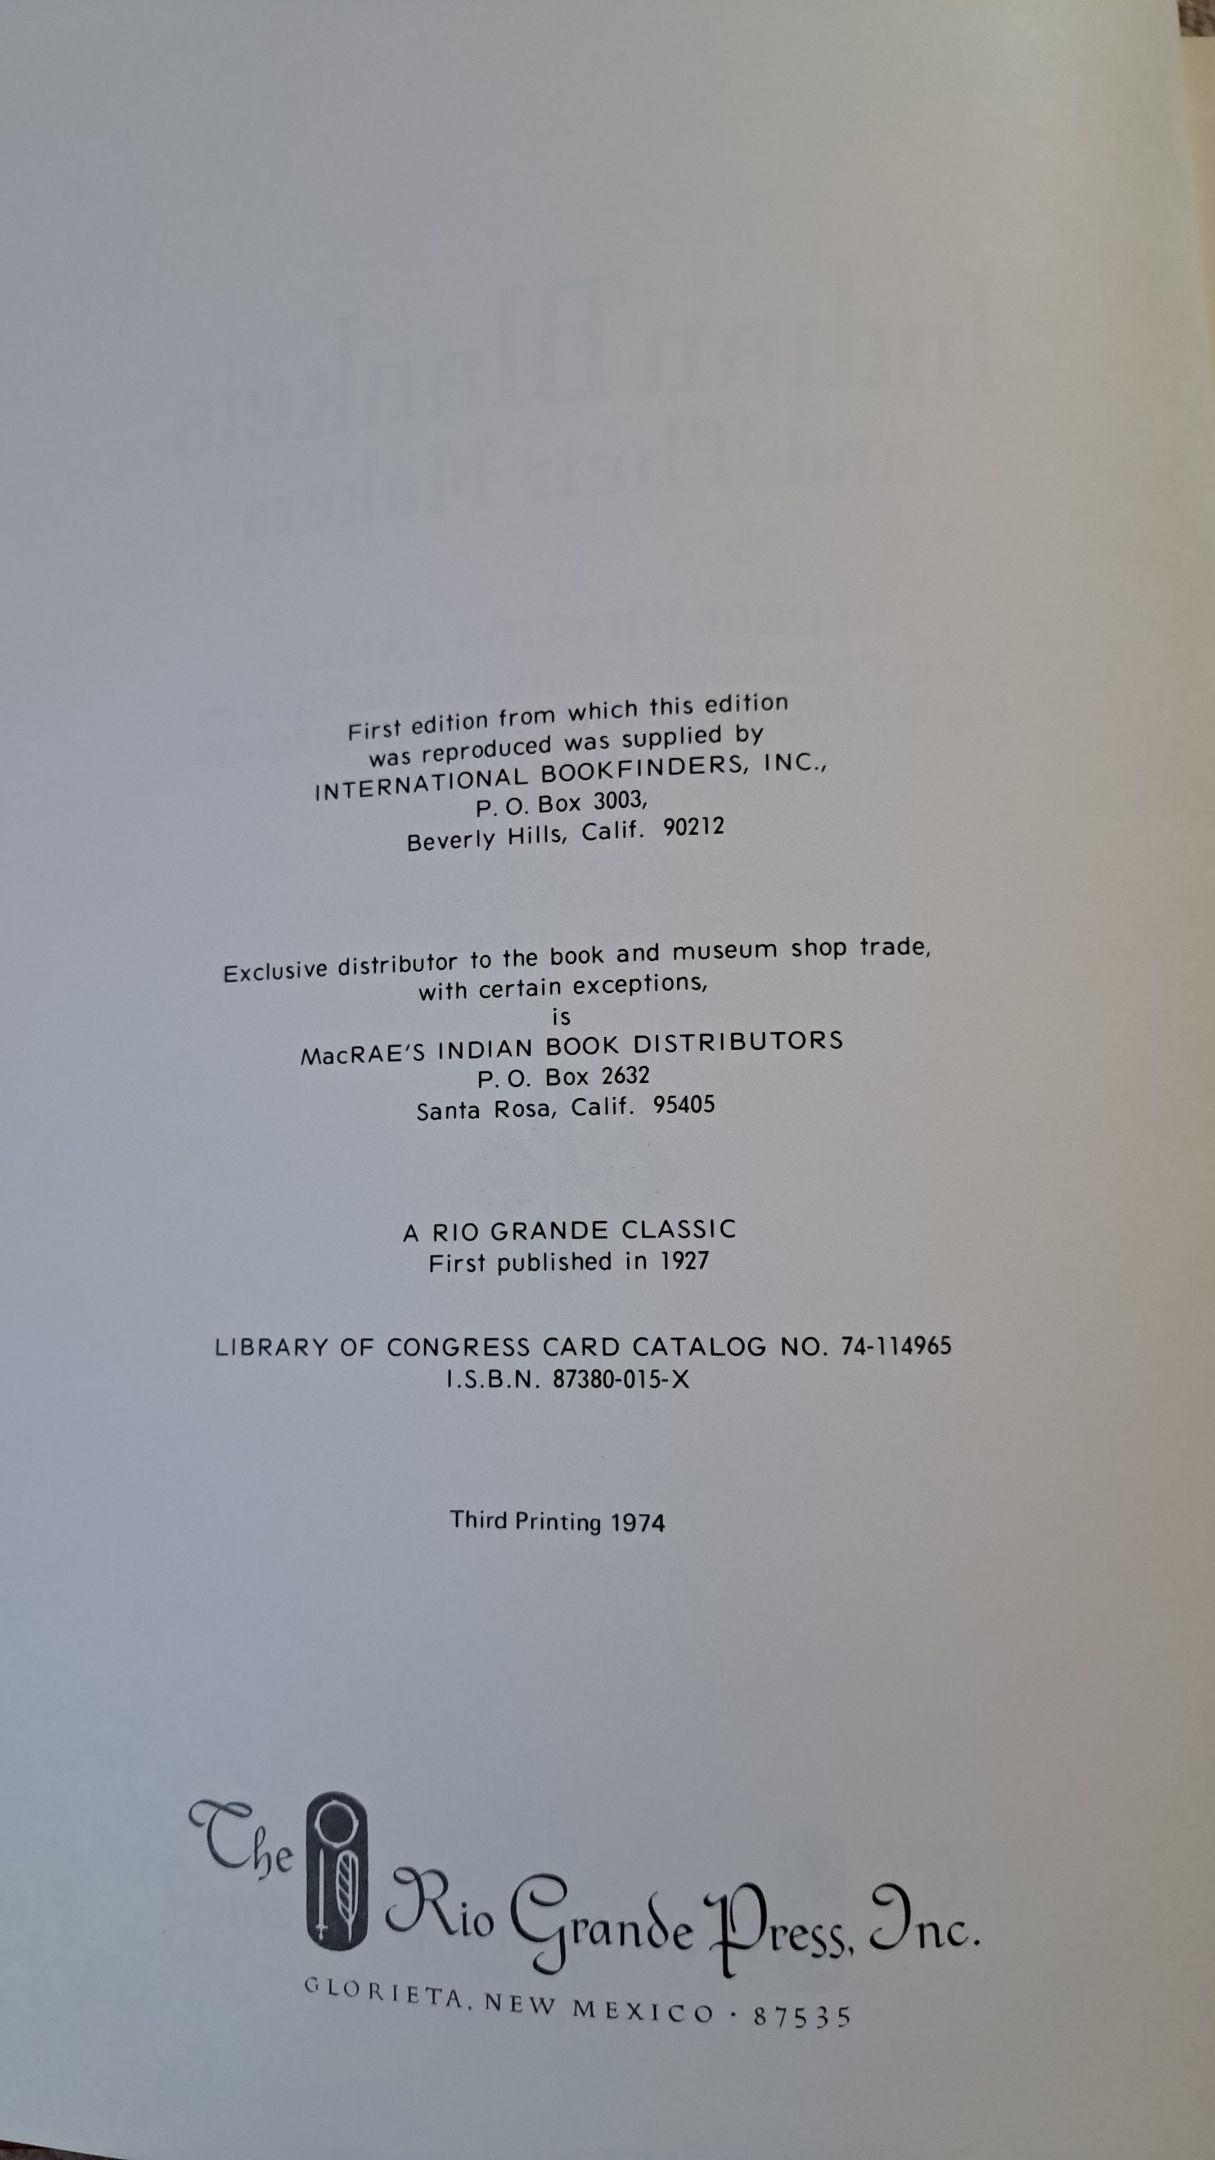 First edition from which this edition
was reproduced was supplied by
INTERNATIONAL BOOKFINDERS, INC.,
P. O. Box 3003,
Beverly Hills, Calif. 90212
Exclusive distributor to the book and museum shop trade,
with certain exceptions,
is
MacRAE'S INDIAN BOOK DISTRIBUTORS
P. O. Box 2632
Santa Rosa, Calif. 95405
A RIO GRANDE CLASSIC
First published in 1927
LIBRARY OF CONGRESS CARD CATALOG NO. 74-114965
I.S.B.N. 87380-015-X
Third Printing 1974
The Rio Grande Press, Inc.
GLORIETA, NEW MEXICO · 87535